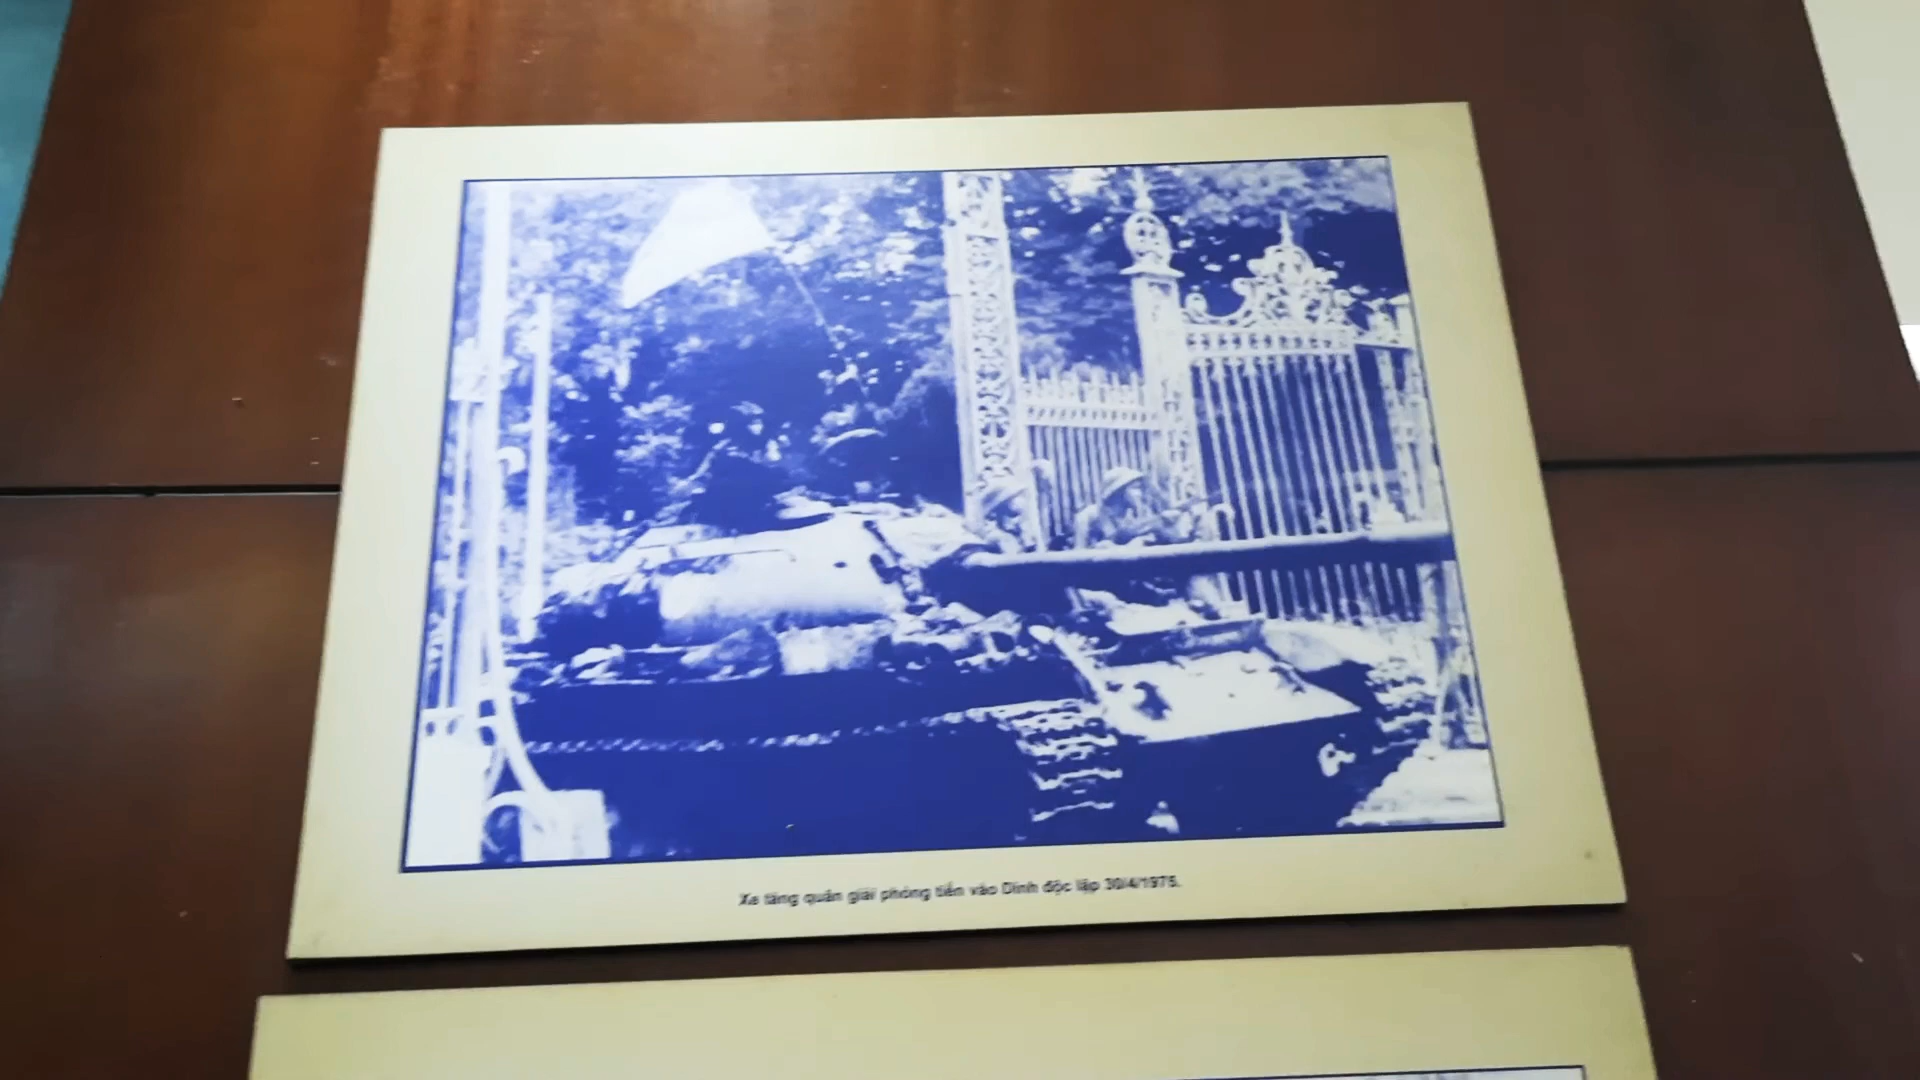 Xe tăng quân giải phóng tiến vào Dinh độc lập 30/4/1975.